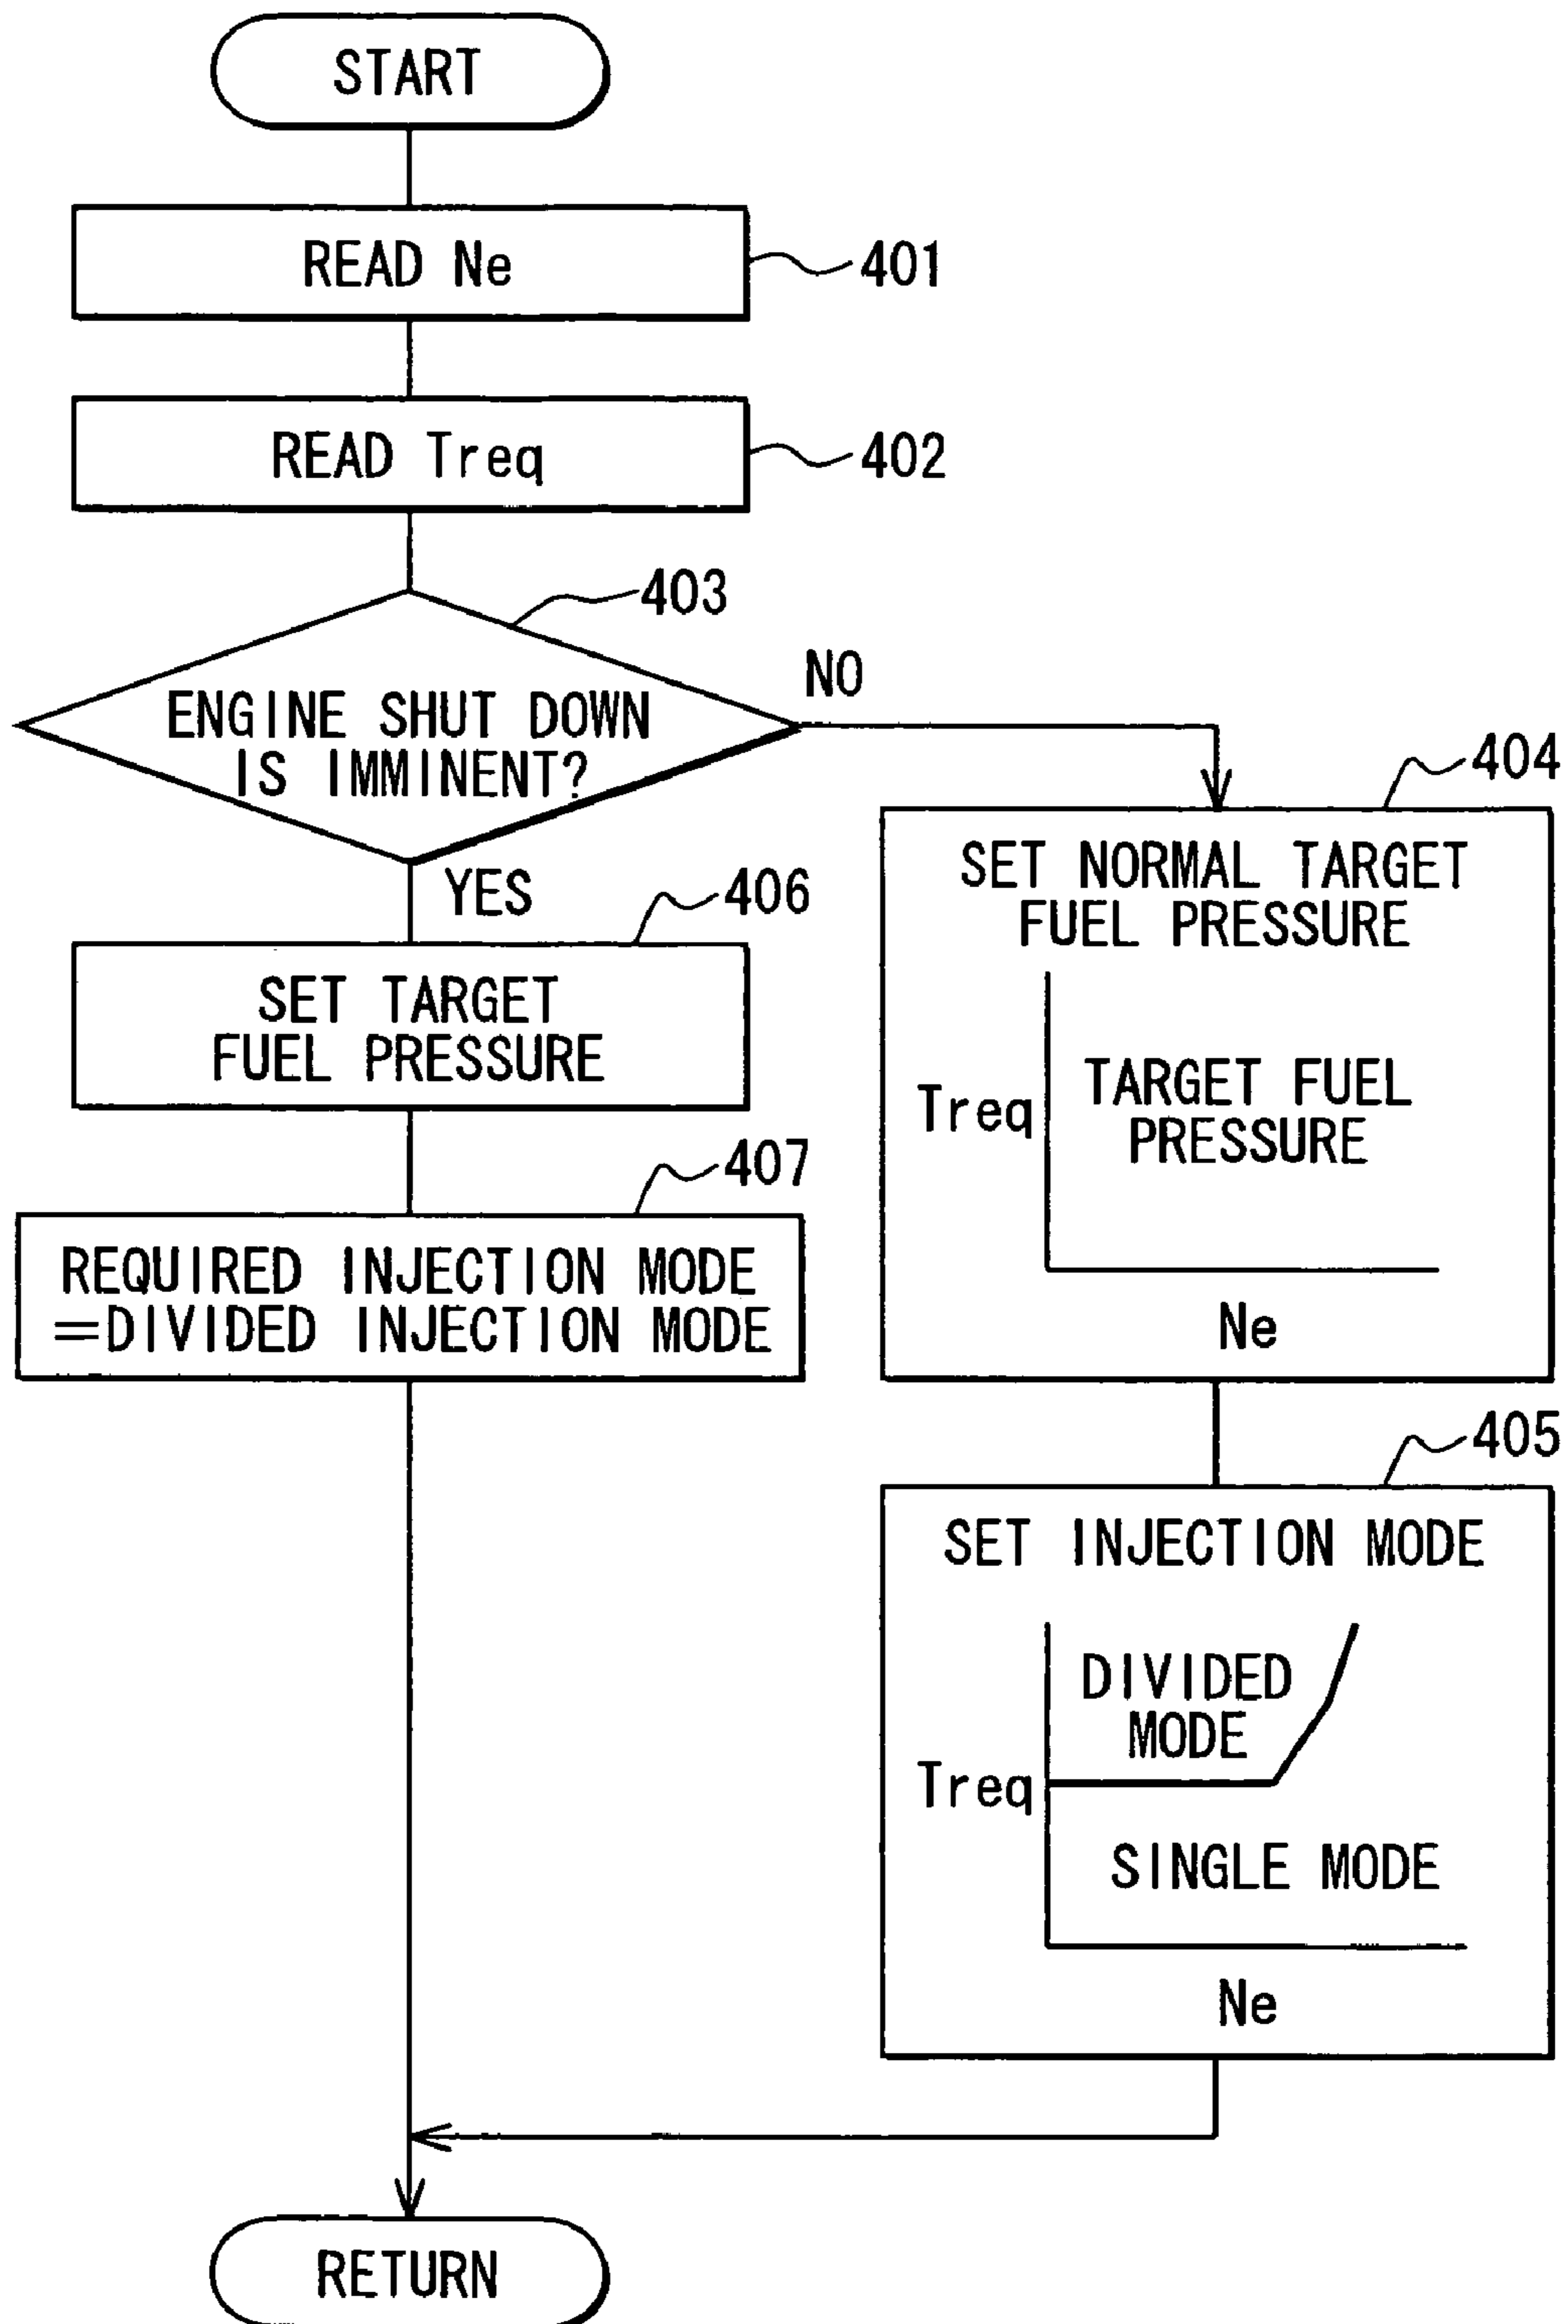 START
READ Ne
401
READ Treq
402
403
ENGINE SHUT DOWN
IS IMMINENT?
NO
YES
404
SET NORMAL TARGET
FUEL PRESSURE
Treq
TARGET FUEL
PRESSURE
Ne
406
SET TARGET
FUEL PRESSURE
407
REQUIRED INJECTION MODE
=DIVIDED INJECTION MODE
405
SET INJECTION MODE
DIVIDED
MODE
Treq
SINGLE MODE
Ne
RETURN